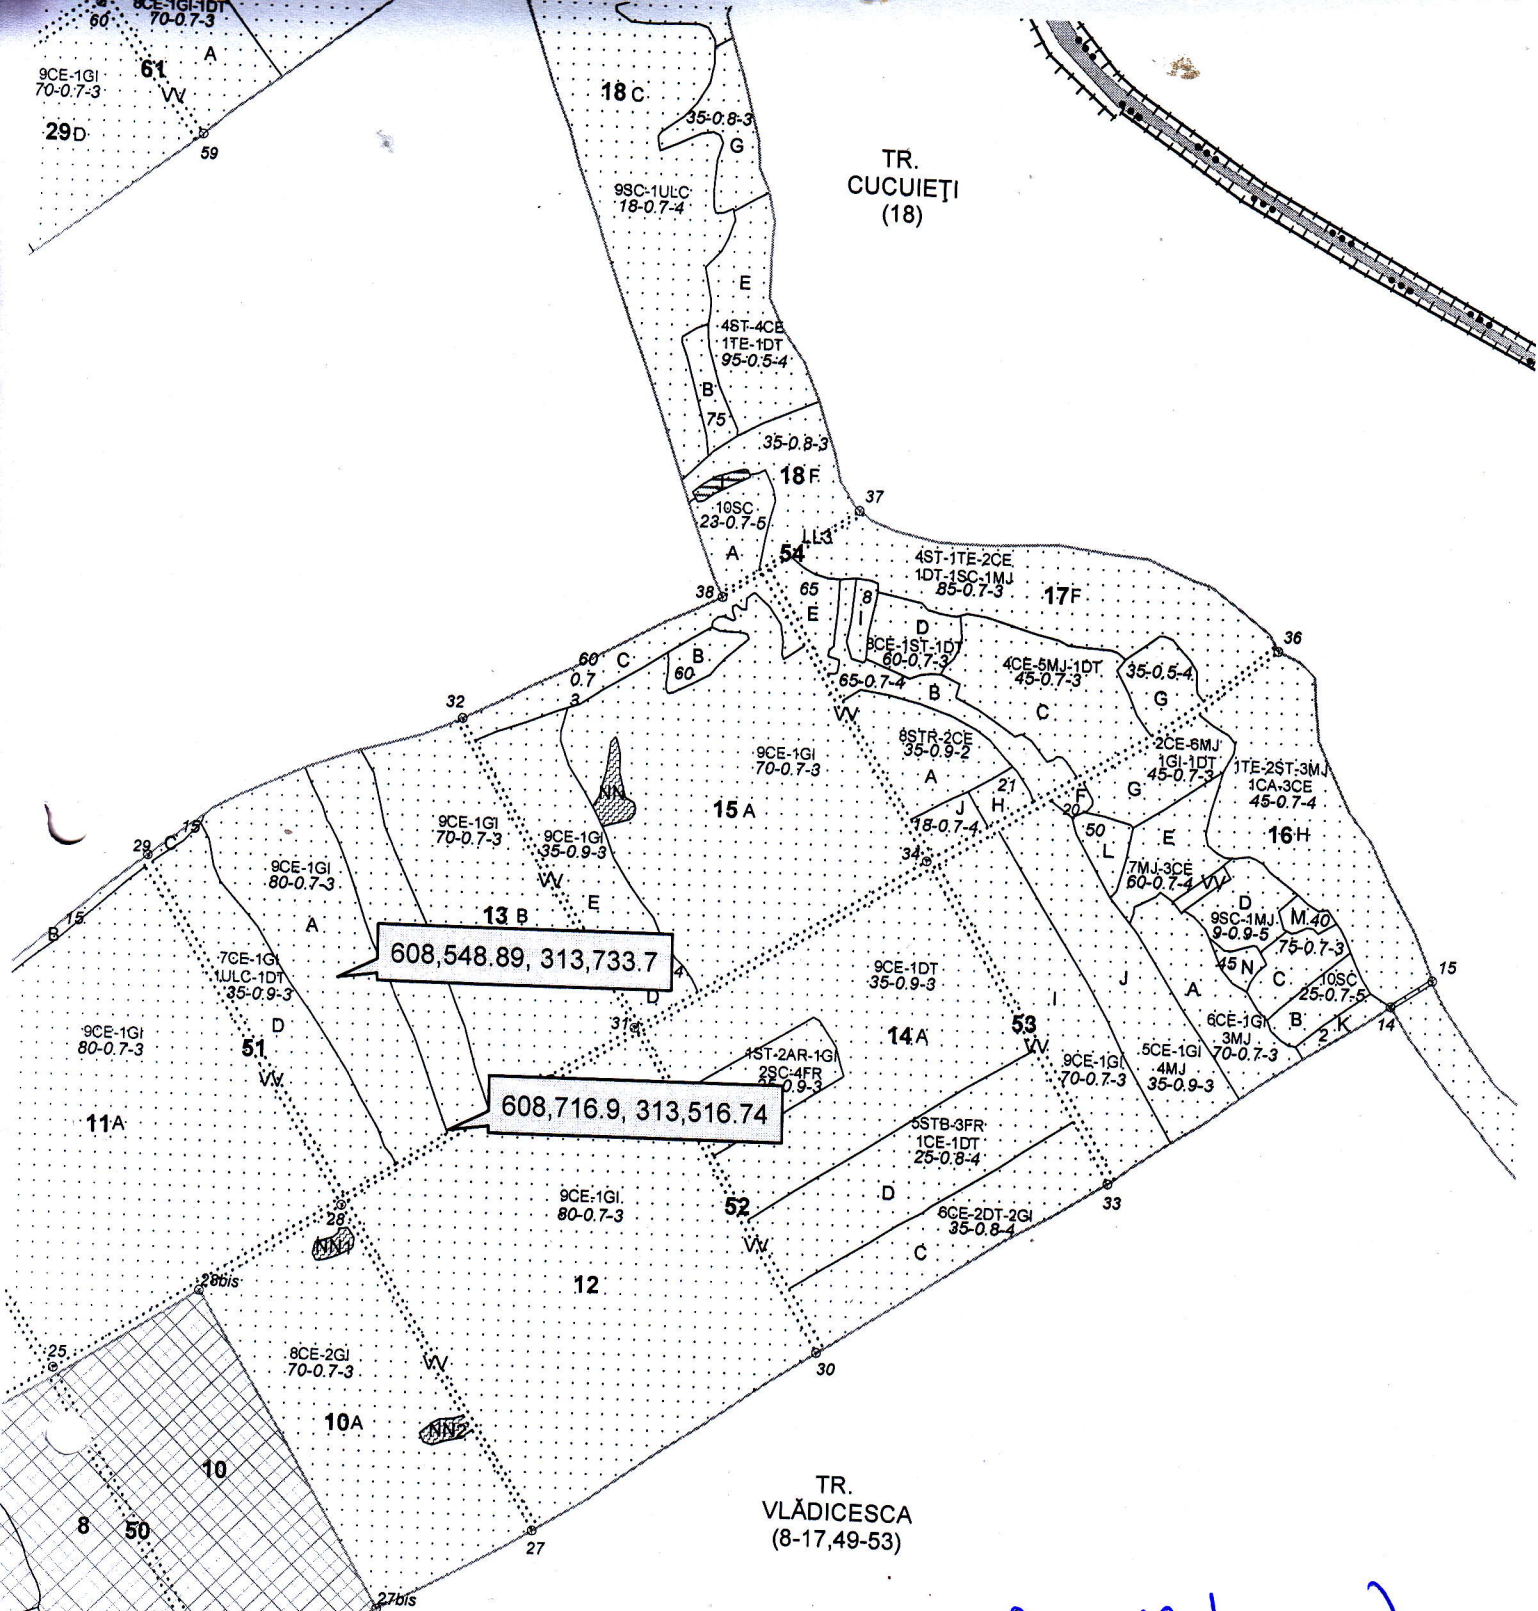 8CE-1GI-1DT
70-0.7-3
60
A
61
9CE-1GI
70-0.7-3
VV
29D
59
18 C
35-0.8-3
G
9SC-1ULC
18-0.7-4
TR.
CUCUIEŢI
(18)
E
4ST-4CE
1TE-1DT
95-0.5-4
B
75
35-0.8-3
18 F
37
10SC
23-0.7-5
A
LL3
54
38
65
E
8
I
4ST-1TE-2CE
1DT-1SC-1MJ
85-0.7-3
17F
36
D
8CE-1ST-1DT
60-0.7-3
65-0.7-4
B
4CE-5MJ-1DT
45-0.7-3
C
35-0.5-4
G
60
0.7
3
C
B
60
32
VV
8STR-2CE
35-0.9-2
A
21
H
J
18-0.7-4
F
20
2CE-6MJ
1GI-1DT
45-0.7-3
G
1TE-2ST-3MJ
1CA-3CE
45-0.7-4
16H
9CE-1GI
70-0.7-3
15 A
NN
50
L
E
7MJ-3CE
60-0.7-4
VV
D
9SC-1MJ
9-0.9-5
M 40
75-0.7-3
45 N
C
10SC
25-0.7-5
15
14
B
K
2
34
29
C
15
B
15
9CE-1GI
80-0.7-3
A
9CE-1GI
70-0.7-3
9CE-1GI
35-0.9-3
VV
E
13 B
608,548.89, 313,733.7
4
D
31
7CE-1GI
1ULC-1DT
35-0.9-3
D
9CE-1GI
80-0.7-3
51
VV
11A
9CE-1DT
35-0.9-3
14A
I
J
A
53
VV
9CE-1GI
70-0.7-3
5CE-1GI
4MJ
35-0.9-3
6CE-1GI
3MJ
70-0.7-3
1ST-2AR-1GI
2SC-4FR
608,716.9, 313,516.74
5STB-3FR
1CE-1DT
25-0.8-4
D
6CE-2DT-2GI
35-0.8-4
C
33
9CE-1GI
80-0.7-3
52
VV
12
28
NN1
28bis
25
8CE-2GI
70-0.7-3
VV
10A
NN2
30
10
8
50
27
27bis
TR.
VLĂDICESCA
(8-17,49-53)